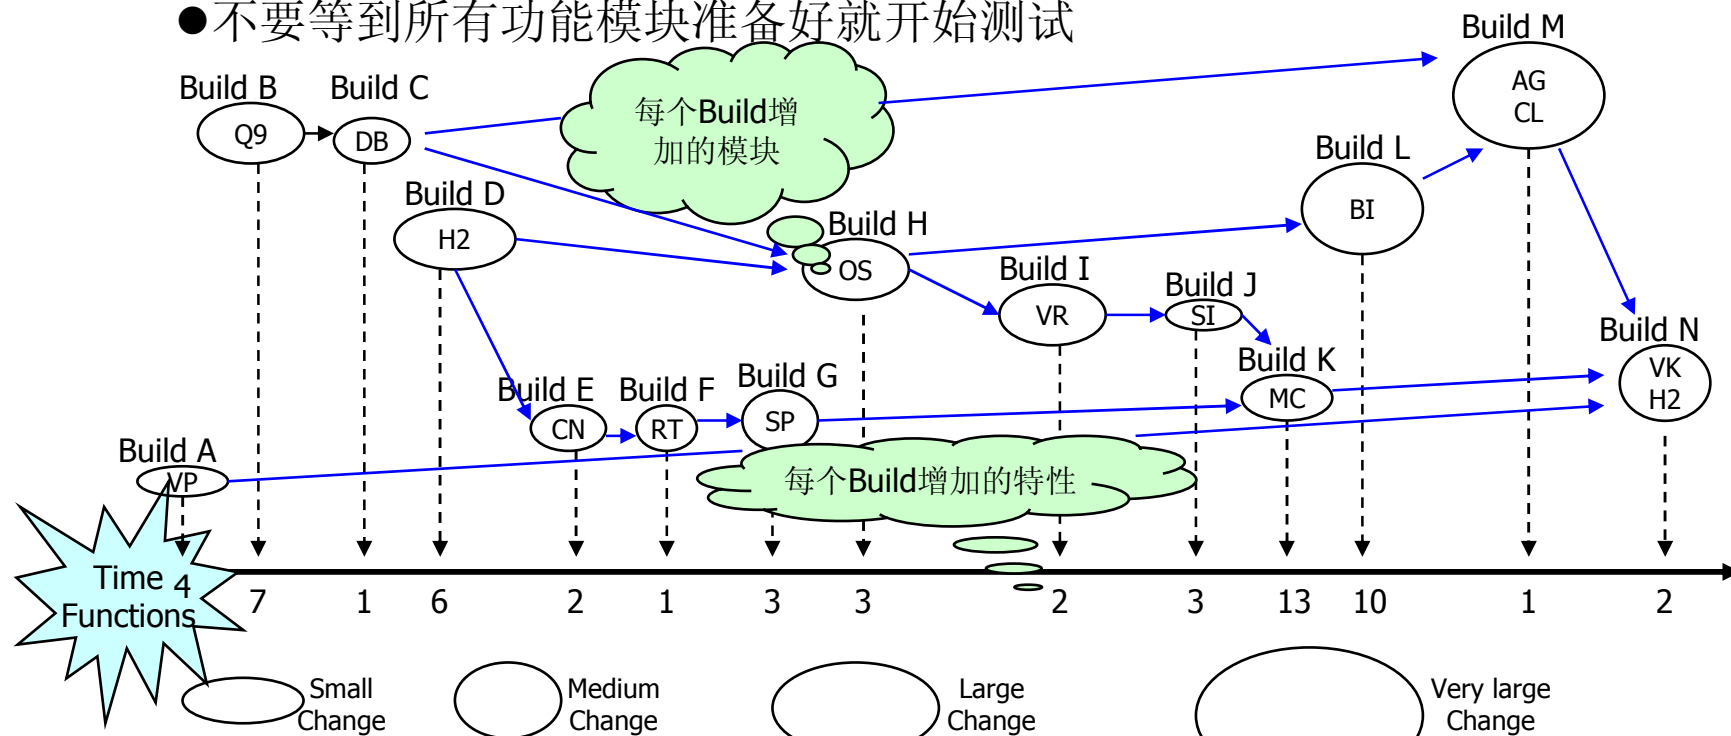 ●不要等到所有功能模块准备好就开始测试
Build M
AG
CL
Build B
Q9
Build C
DB
每个Build增
加的模块
Build L
BI
Build D
H2
Build H
OS
Build I
VR
Build J
SI
Build N
VK
H2
Build K
MC
Build E
CN
Build F
RT
Build G
SP
Build A
VP
每个Build增加的特性
Time
Functions
4 7 1 6 2 1 3 3 2 3 13 10 1 2
Small
Change
Medium
Change
Large
Change
Very large
Change